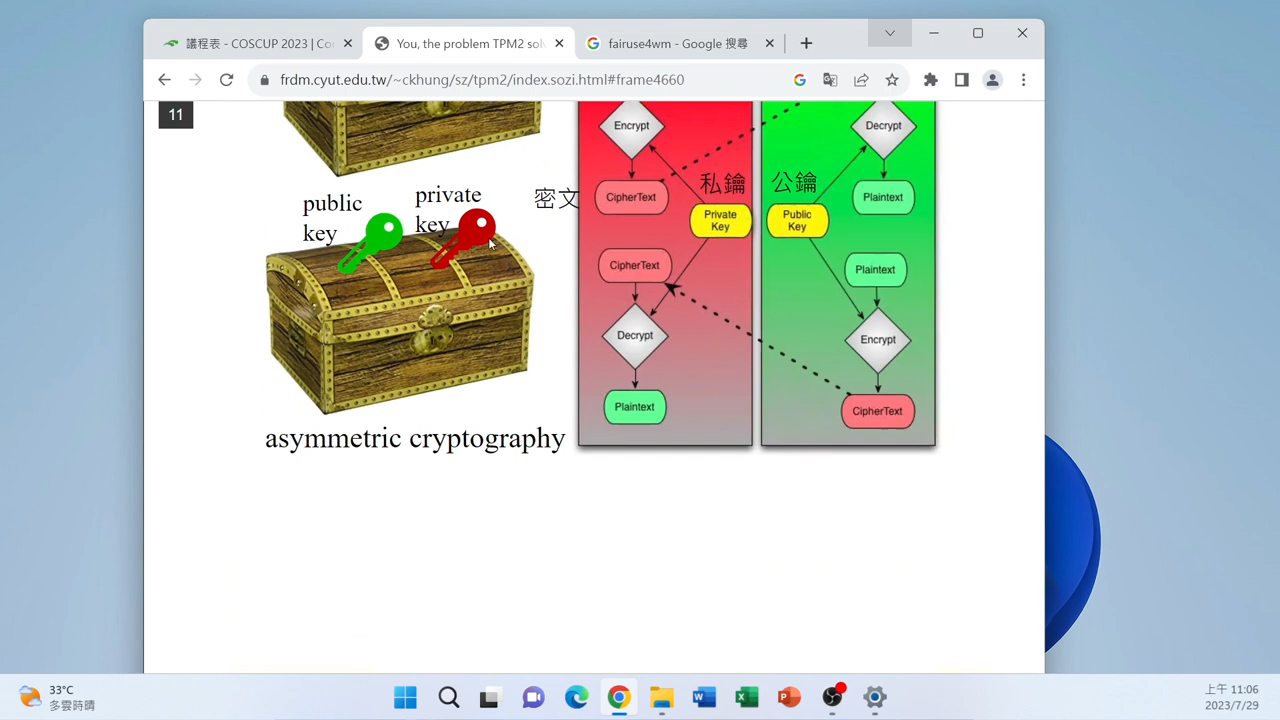 議程表 - COSCUP 2023 | Co
You, the problem TPM2 solv
fairuse4wm - Google 搜尋
frdm.cyut.edu.tw/~ckhung/sz/tpm2/index.sozi.html#frame4660
11
Encrypt
Decrypt
public
key
private
key
密文
CipherText
私鑰
公鑰
Plaintext
Private
Key
Public
Key
CipherText
Plaintext
Decrypt
Encrypt
Plaintext
CipherText
asymmetric cryptography
33°C
多雲時晴
上午 11:06
2023/7/29